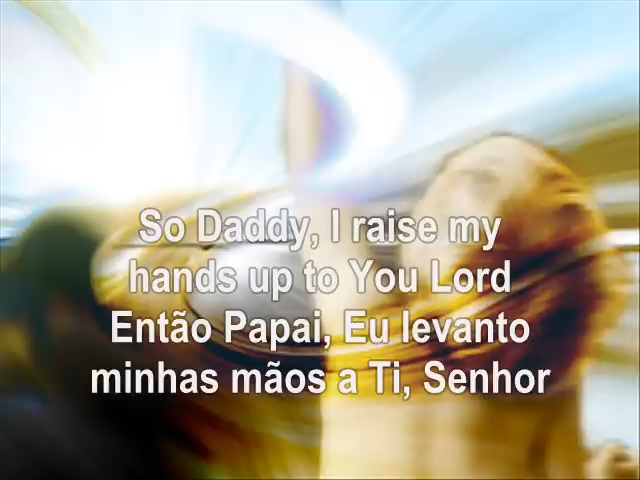 So Daddy, I raise my
hands up to You Lord
Então Papai, Eu levanto
minhas mãos a Ti, Senhor